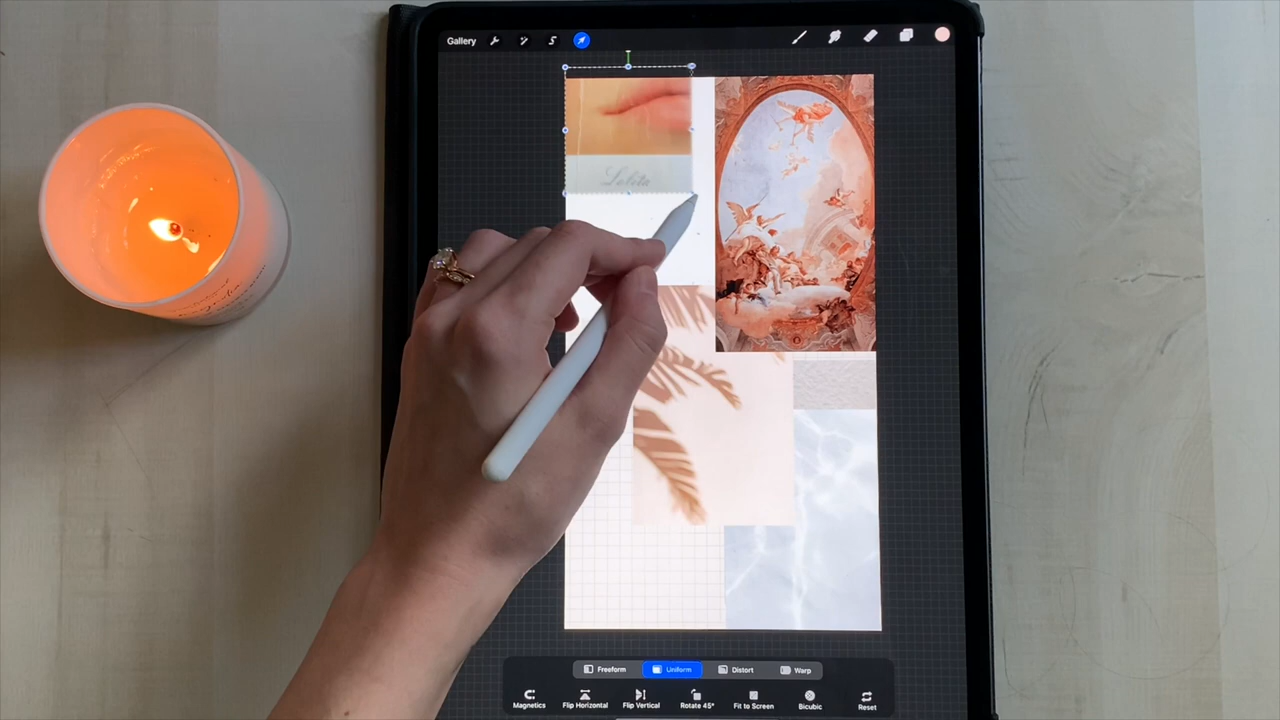 Gallery
Lolita
Freeform Uniform Distort Warp
Magnetics Flip Horizontal Flip Vertical Rotate 45° Fit to Screen Bicubic Reset